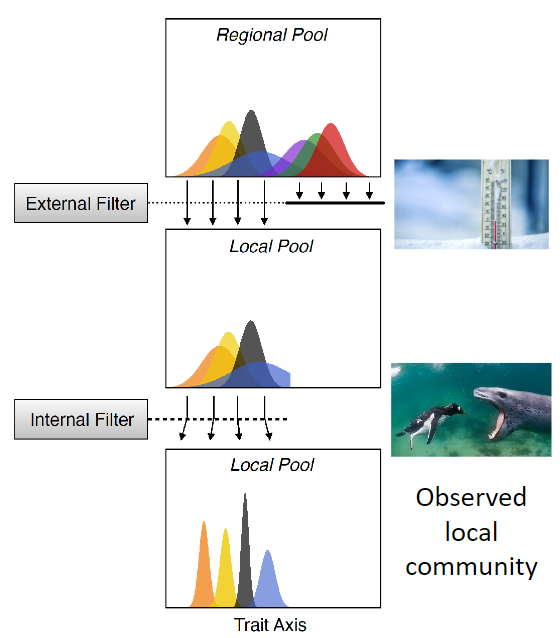 Regional Pool
External Filter
Local Pool
Internal Filter
Local Pool
Observed
local
community
Trait Axis